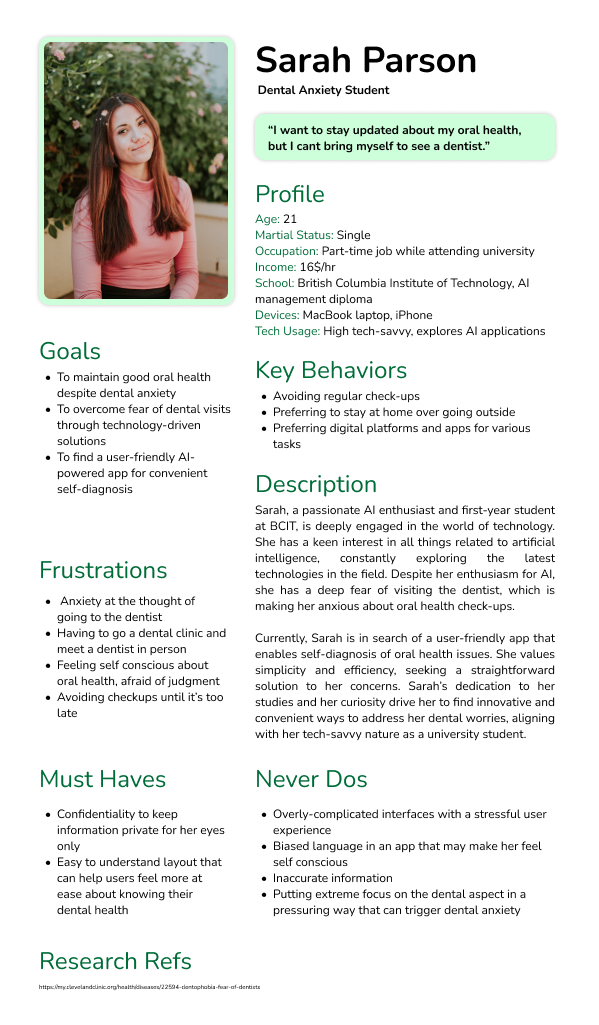 Sarah Parson
Dental Anxiety Student
“I want to stay updated about my oral health,
but I cant bring myself to see a dentist.”
Profile
Age: 21
Martial Status: Single
Occupation: Part-time job while attending university
Income: 16$/hr
School: British Columbia Institute of Technology, AI
management diploma
Devices: MacBook laptop, iPhone
Tech Usage: High tech-savvy, explores AI applications
Goals
• To maintain good oral health
despite dental anxiety
• To overcome fear of dental visits
through technology-driven
solutions
• To find a user-friendly AI-
powered app for convenient
self-diagnosis
Key Behaviors
• Avoiding regular check-ups
• Preferring to stay at home over going outside
• Preferring digital platforms and apps for various
tasks
Description
Sarah, a passionate AI enthusiast and first-year student
at BCIT, is deeply engaged in the world of technology.
She has a keen interest in all things related to artificial
intelligence, constantly exploring the latest
technologies in the field. Despite her enthusiasm for AI,
she has a deep fear of visiting the dentist, which is
making her anxious about oral health check-ups.
Currently, Sarah is in search of a user-friendly app that
enables self-diagnosis of oral health issues. She values
simplicity and efficiency, seeking a straightforward
solution to her concerns. Sarah's dedication to her
studies and her curiosity drive her to find innovative and
convenient ways to address her dental worries, aligning
with her tech-savvy nature as a university student.
Frustrations
• Anxiety at the thought of
going to the dentist
• Having to go a dental clinic and
meet a dentist in person
• Feeling self conscious about
oral health, afraid of judgment
• Avoiding checkups until it’s too
late
Must Haves
• Confidentiality to keep
information private for her eyes
only
• Easy to understand layout that
can help users feel more at
ease about knowing their
dental health
Never Dos
• Overly-complicated interfaces with a stressful user
experience
• Biased language in an app that may make her feel
self conscious
• Inaccurate information
• Putting extreme focus on the dental aspect in a
pressuring way that can trigger dental anxiety
Research Refs
https://my.clevelandclinic.org/health/diseases/22594-dentophobia-fear-of-dentists